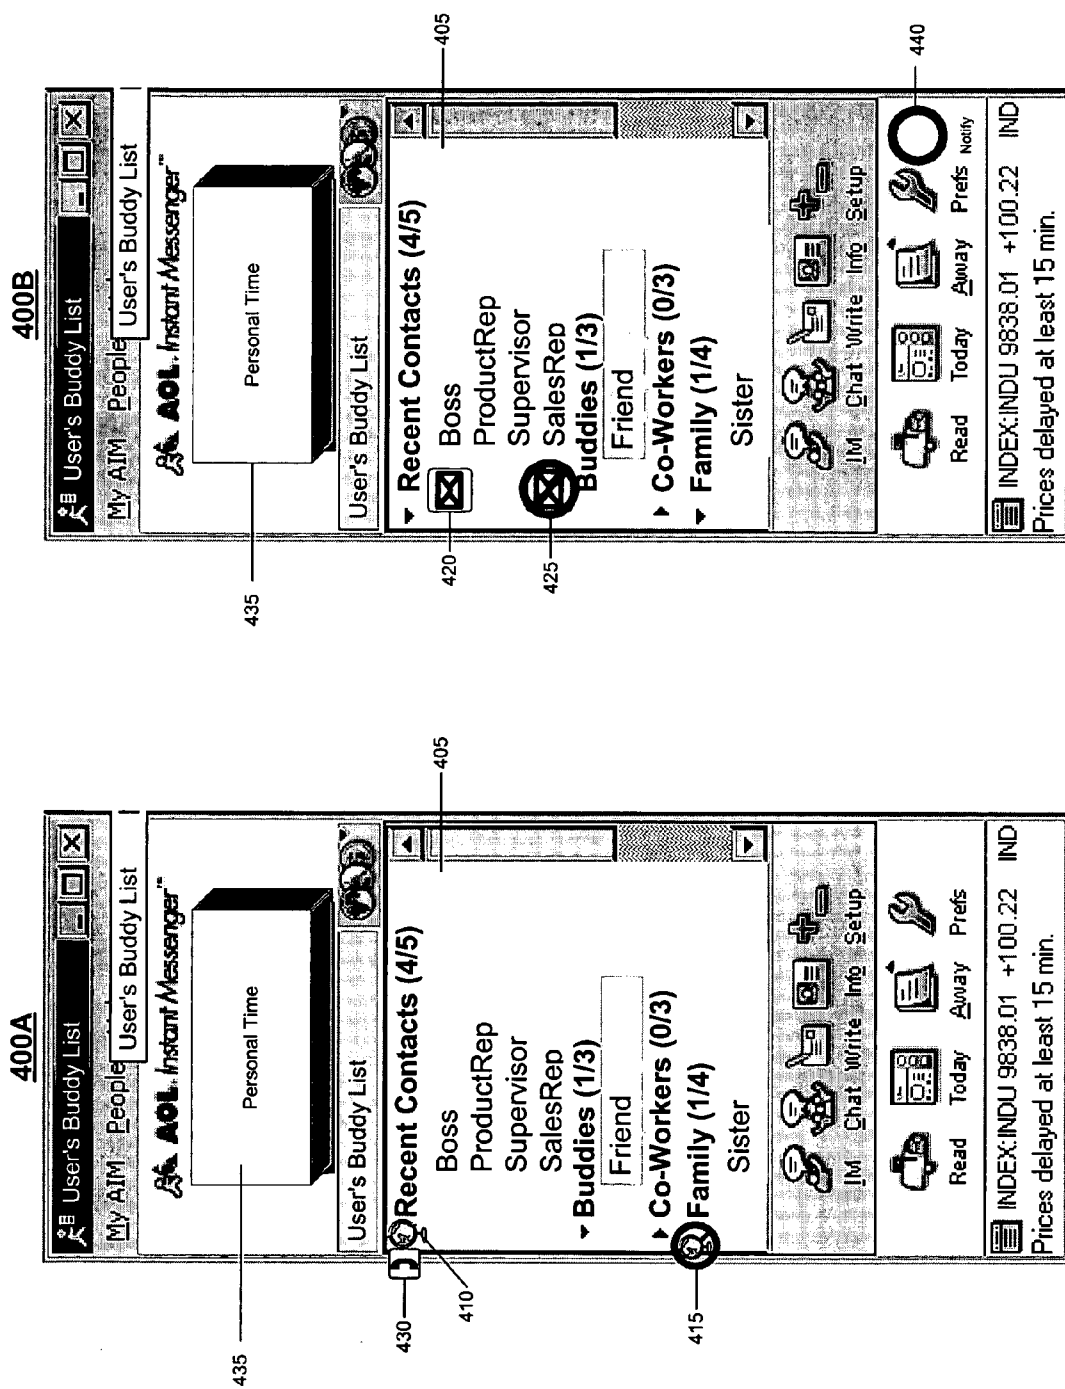 400A
User's Buddy List
My AIM People
User's Buddy List
AOL Instant Messenger™
Personal Time
435
User's Buddy List
430
410
Recent Contacts (4/5)
405
Boss
ProductRep
Supervisor
SalesRep
Buddies (1/3)
Friend
Co-Workers (0/3)
415
Family (1/4)
Sister
IM Chat Write Info Setup
Read Today Away Prefs
INDEX:INDU 9838.01 +100.22 IND
Prices delayed at least 15 min.
400B
User's Buddy List
My AIM People
User's Buddy List
AOL Instant Messenger™
Personal Time
435
User's Buddy List
Recent Contacts (4/5)
405
420
Boss
ProductRep
Supervisor
SalesRep
425
Buddies (1/3)
Friend
Co-Workers (0/3)
Family (1/4)
Sister
IM Chat Write Info Setup
440
Read Today Away Prefs Notify
INDEX:INDU 9838.01 +100.22 IND
Prices delayed at least 15 min.